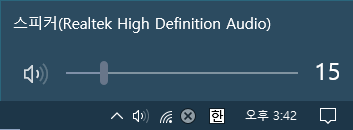 스피커(Realtek High Definition Audio)
15
한 오후 3:42